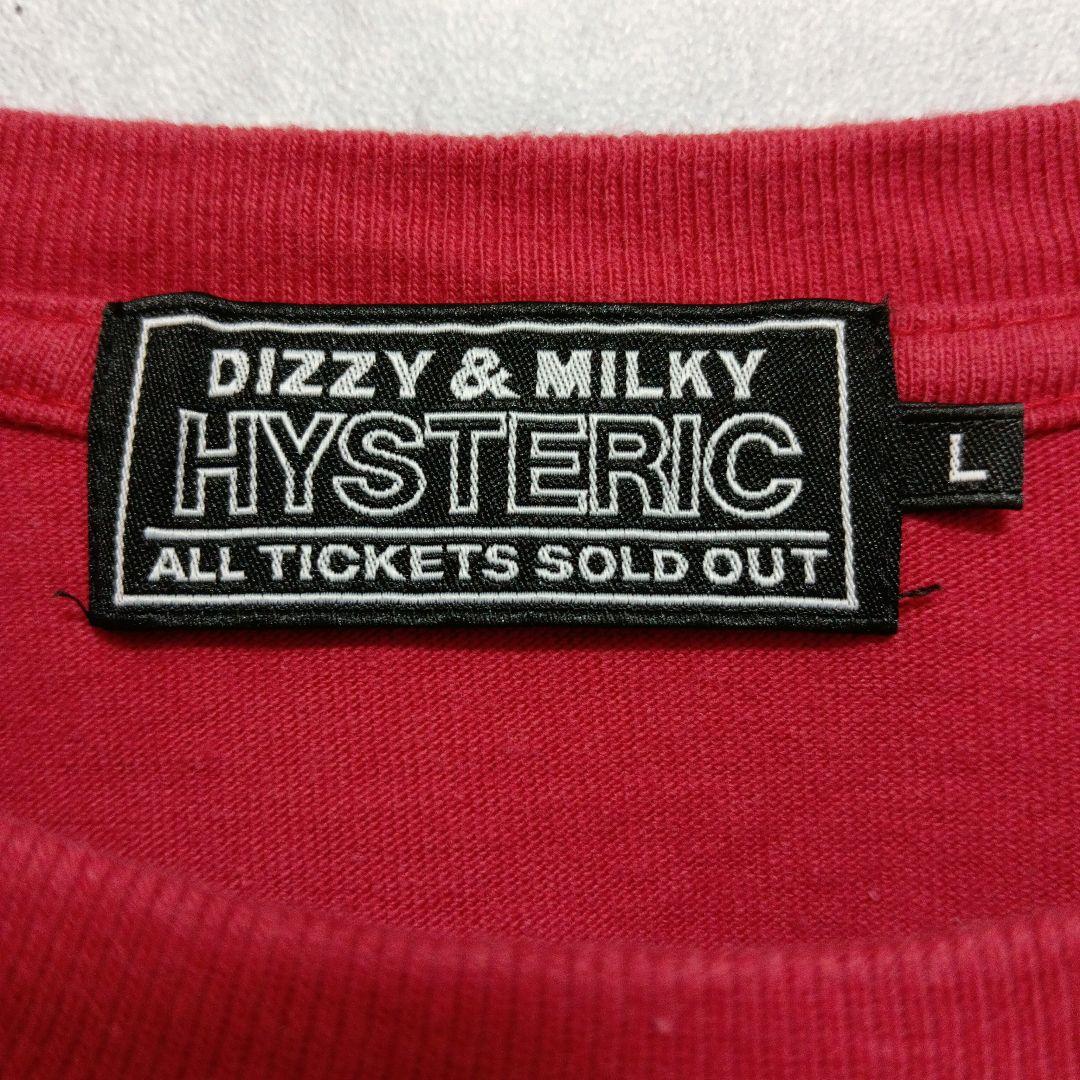 DIZZY & MILKY
HYSTERIC
ALL TICKETS SOLD OUT
L